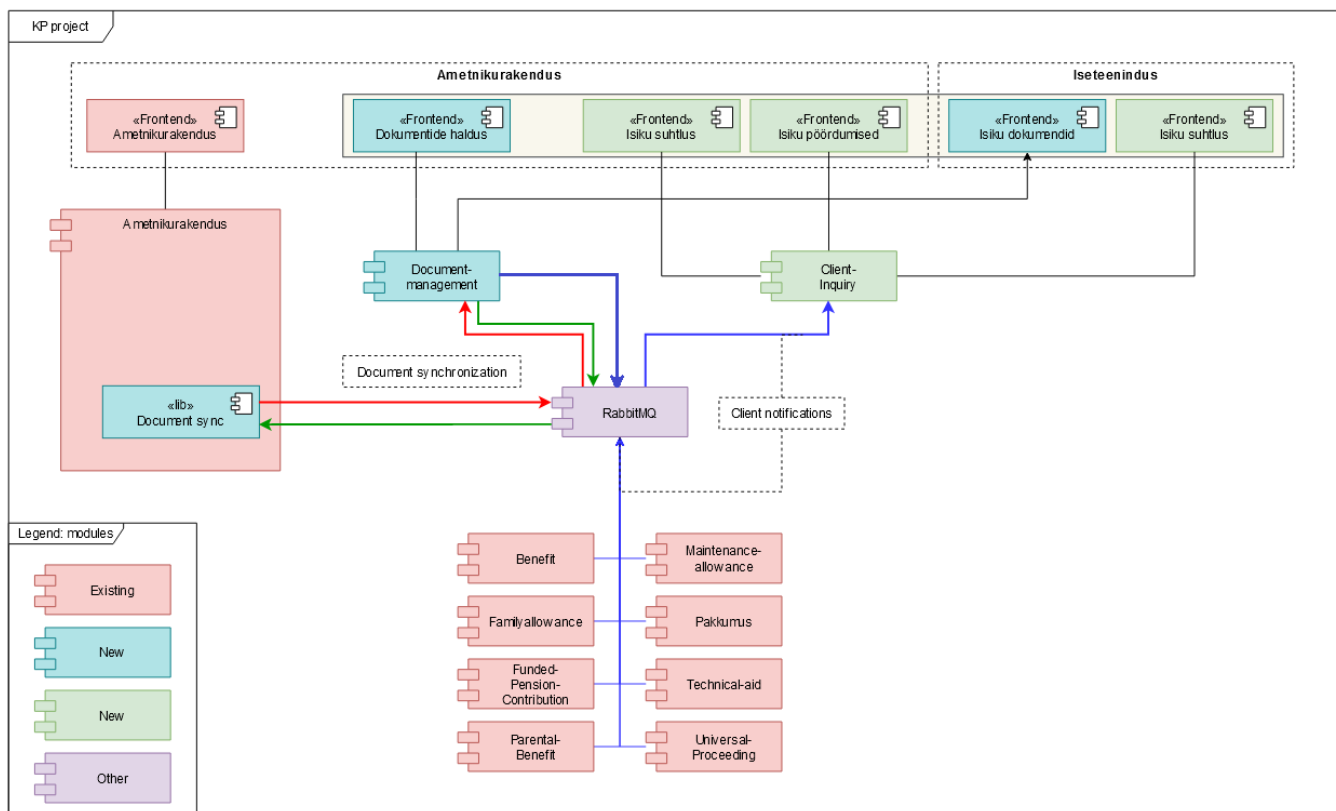 KP project
Ametnikurakendus
Iseteenindus
«Frontend»
Ametnikurakendus
«Frontend»
Dokumentide haldus
«Frontend»
Isiku suhtlus
«Frontend»
Isiku pöördumised
«Frontend»
Isiku dokumendid
«Frontend»
Isiku suhtlus
Ametnikurakendus
Document-
management
Client-
Inquiry
Document synchronization
«lib»
Document sync
RabbitMQ
Client notifications
Legend: modules
Existing
New
New
Other
Benefit
Maintenance-
allowance
Familyallowance
Pakkumus
Funded-
Pension-
Contribution
Technical-aid
Parental-
Benefit
Universal-
Proceeding